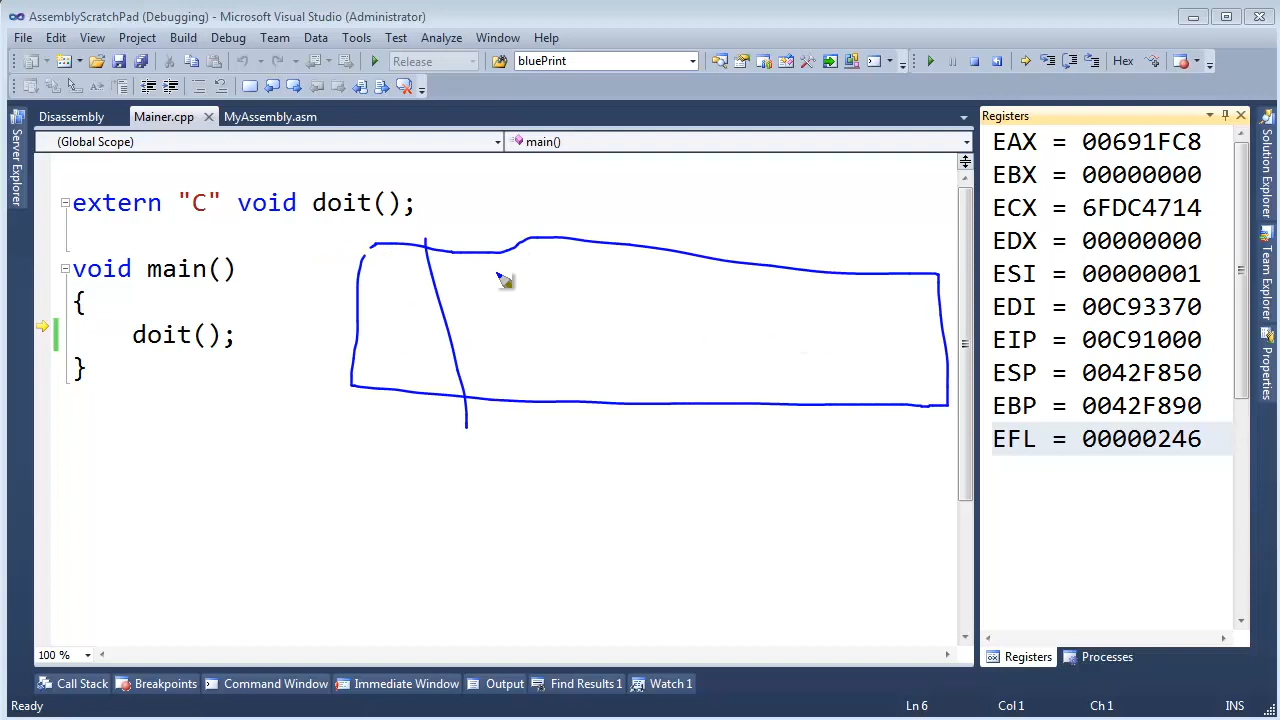 AssemblyScratchPad (Debugging) - Microsoft Visual Studio (Administrator)
File Edit View Project Build Debug Team Data Tools Test Analyze Window Help
Release bluePrint Hex
Disassembly Mainer.cpp MyAssembly.asm
(Global Scope) main()
extern "C" void doit();
void main()
{
doit();
}
100 %
Registers
EAX = 00691FC8
EBX = 00000000
ECX = 6FDC4714
EDX = 00000000
ESI = 00000001
EDI = 00C93370
EIP = 00C91000
ESP = 0042F850
EBP = 0042F890
EFL = 00000246
Registers Processes
Server Explorer
Solution Explorer
Team Explorer
Properties
Call Stack Breakpoints Command Window Immediate Window Output Find Results 1 Watch 1
Ready Ln 6 Col 1 Ch 1 INS